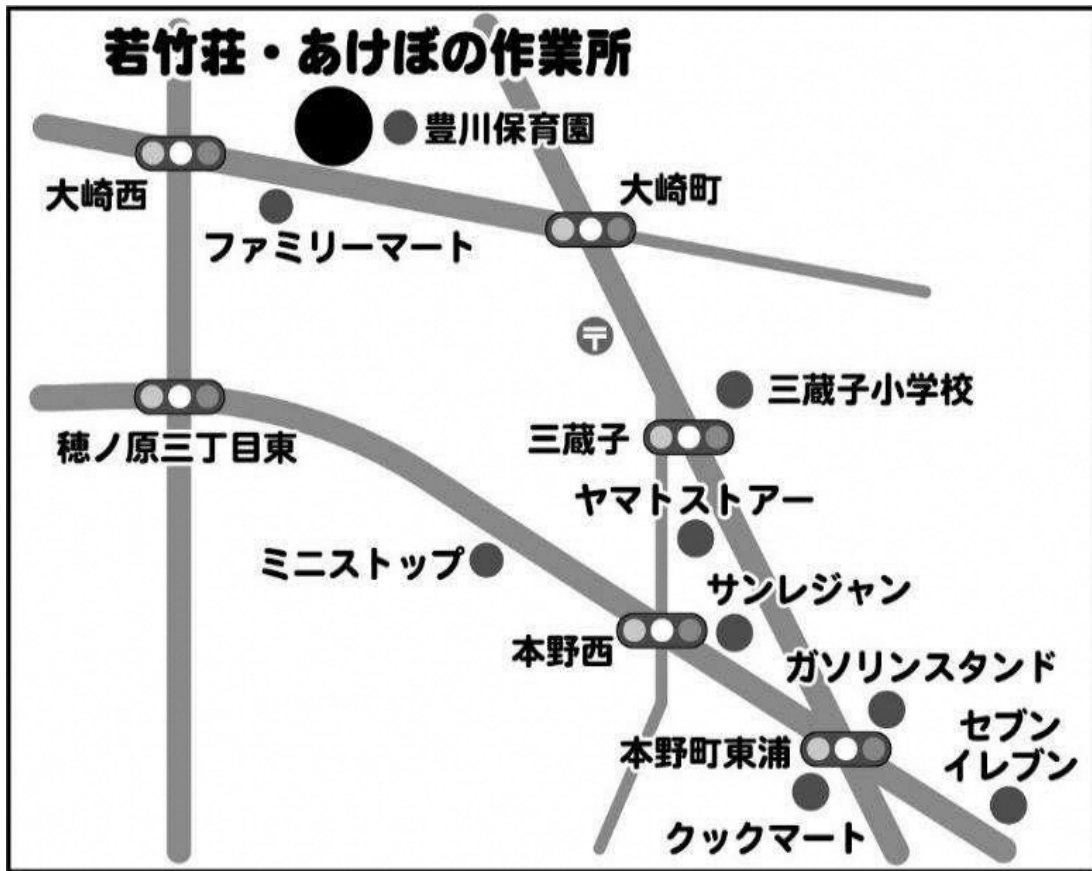 若竹荘・あけぼの作業所
豊川保育園
大崎西
大崎町
ファミリーマート
〒
三蔵子小学校
三蔵子
穂ノ原三丁目東
ヤマトストアー
ミニストップ
サンレジャン
本野西
ガソリンスタンド
セブン
イレブン
本野町東浦
クックマート